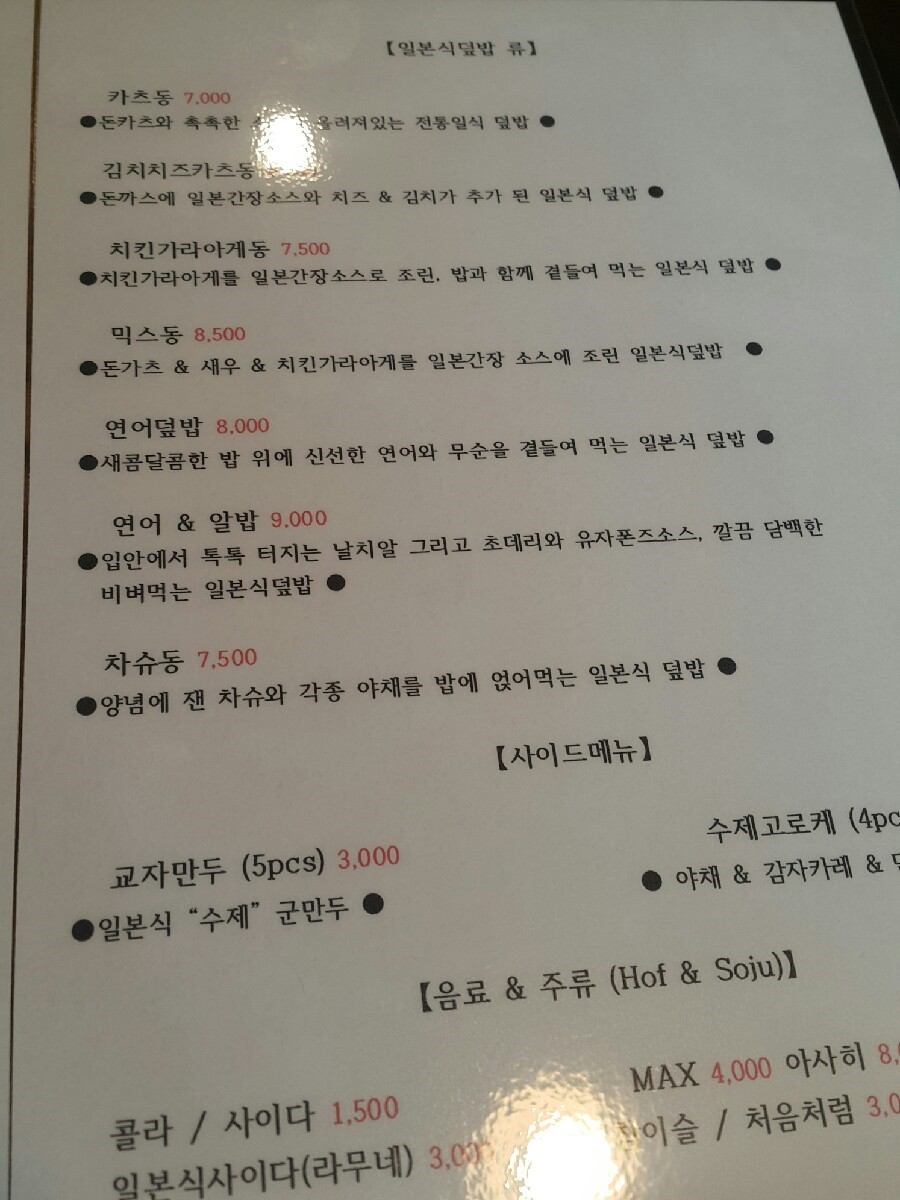 【일본식덮밥 류】
카츠동 7,000
●돈카츠와 촉촉한 올려져있는 전통일식 덮밥 ●
김치치즈카츠동
●돈까스에 일본간장소스와 치즈 & 김치가 추가 된 일본식 덮밥 ●
치킨가라아게동 7,500
●치킨가라아게를 일본간장소스로 조린, 밥과 함께 곁들여 먹는 일본식 덮밥 ●
믹스동 8,500
●돈가츠 & 새우 & 치킨가라아게를 일본간장 소스에 조린 일본식덮밥 ●
연어덮밥 8,000
●새콤달콤한 밥 위에 신선한 연어와 무순을 곁들여 먹는 일본식 덮밥 ●
연어 & 알밥 9,000
●입안에서 톡톡 터지는 날치알 그리고 초데리와 유자폰즈소스, 깔끔 담백한
비벼먹는 일본식덮밥 ●
차슈동 7,500
●양념에 잰 차슈와 각종 야채를 밥에 얹어먹는 일본식 덮밥 ●
【사이드메뉴】
수제고로케 (4pc
● 야채 & 감자카레 &
교자만두 (5pcs) 3,000
●일본식 “수제” 군만두 ●
【음료 & 주류 (Hof & Soju)】
MAX 4,000 아사히
콜라 / 사이다 1,500
이슬 / 처음처럼
일본식사이다(라무네)